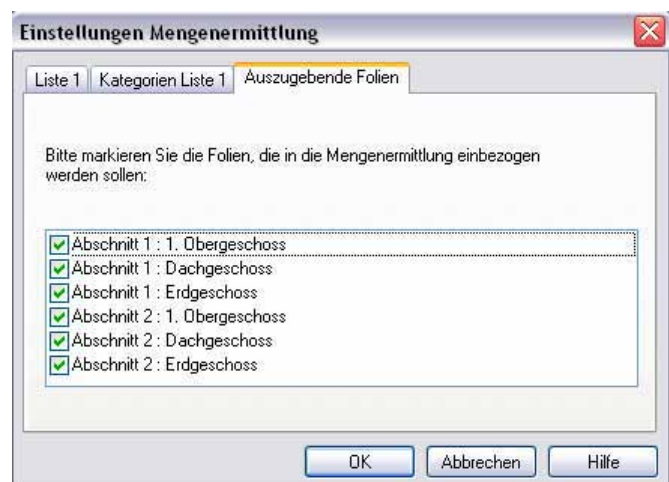 Einstellungen Mengenermittlung
Liste 1 Kategorien Liste 1 Auszugebende Folien
Bitte markieren Sie die Folien, die in die Mengenermittlung einbezogen
werden sollen:
Abschnitt 1 : 1. Obergeschoss
Abschnitt 1 : Dachgeschoss
Abschnitt 1 : Erdgeschoss
Abschnitt 2 : 1. Obergeschoss
Abschnitt 2 : Dachgeschoss
Abschnitt 2 : Erdgeschoss
OK Abbrechen Hilfe